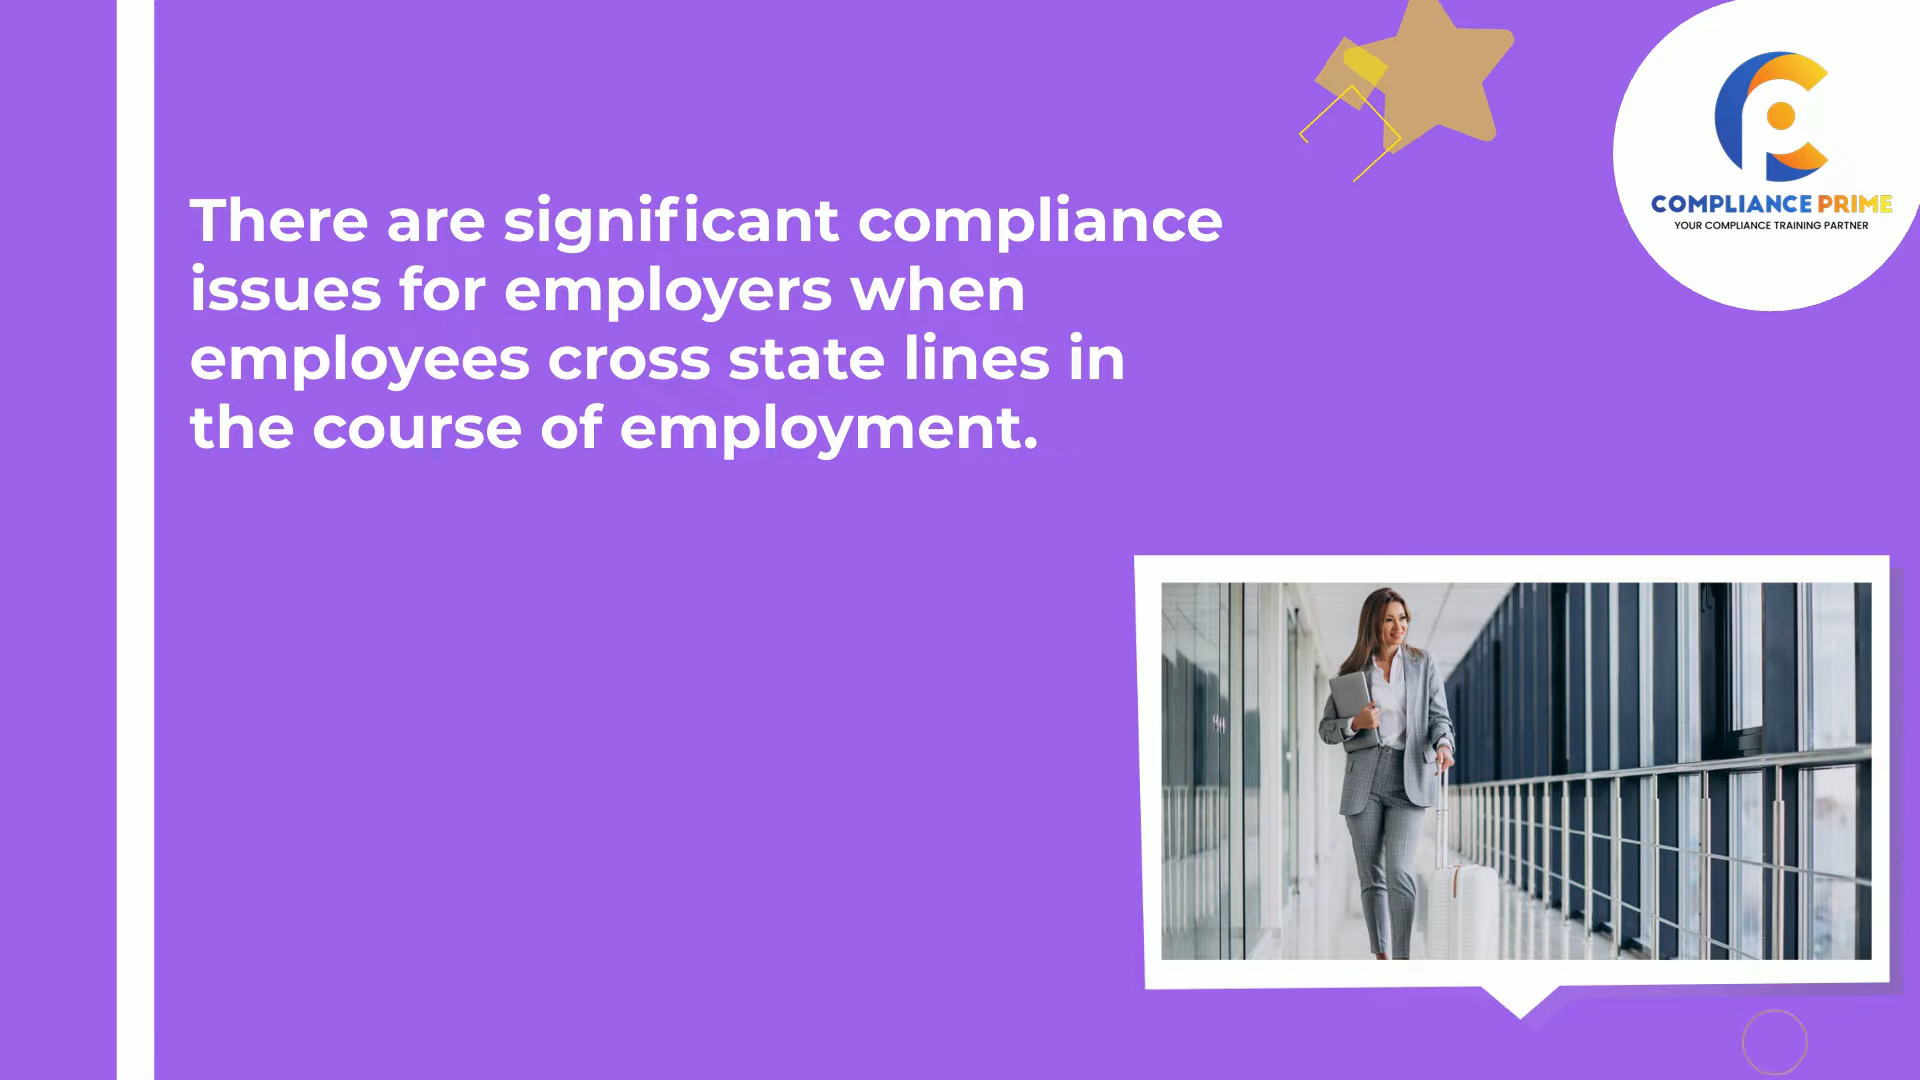 There are significant compliance
issues for employers when
employees cross state lines in
the course of employment.
COMPLIANCE PRIME
YOUR COMPLIANCE TRAINING PARTNER